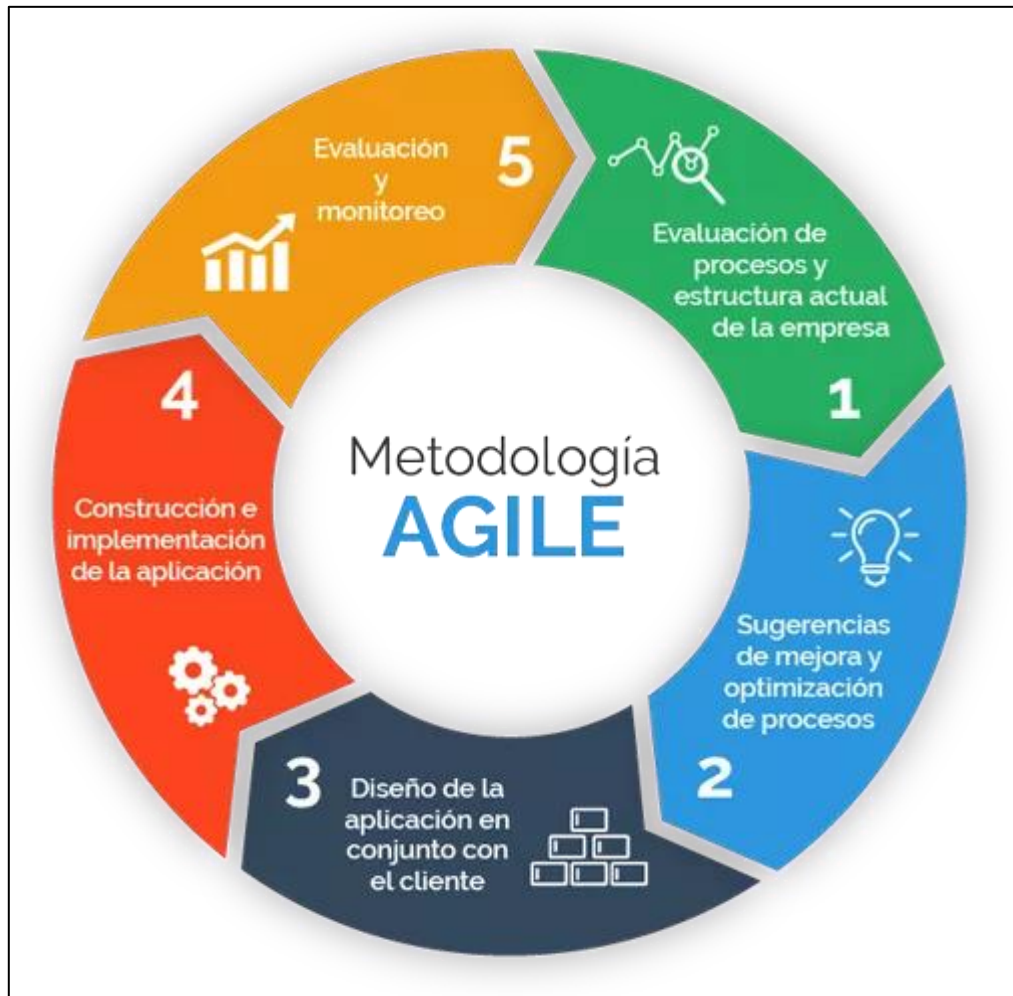 Metodología
AGILE
Evaluación de
procesos y
estructura actual
de la empresa
1
Sugerencias
de mejora y
optimización
de procesos
2
3
Diseño de la
aplicación en
conjunto con
el cliente
4
Construcción e
implementación
de la aplicación
5
Evaluación
y
monitoreo